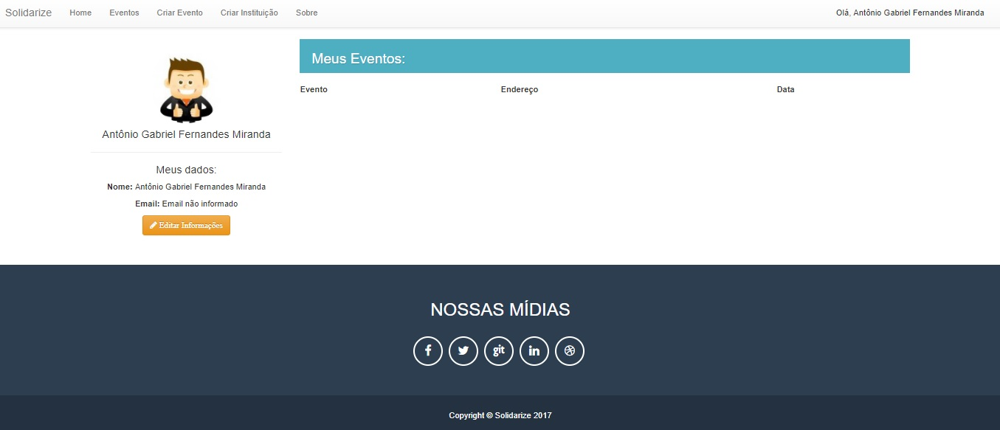 Solidarize Home Eventos Criar Evento Criar Instituição Sobre Olá, Antônio Gabriel Fernandes Miranda
Antônio Gabriel Fernandes Miranda
Meus dados:
Nome: Antônio Gabriel Fernandes Miranda
Email: Email não informado
Editar Informações
Meus Eventos:
Evento Endereço Data
NOSSAS MÍDIAS
git
Copyright © Solidarize 2017